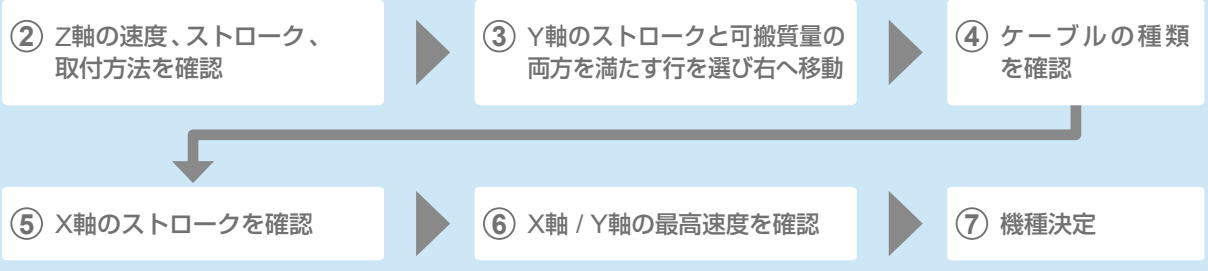 ② Z軸の速度、ストローク、
取付方法を確認
③ Y軸のストロークと可搬質量の
両方を満たす行を選び右へ移動
④ ケーブルの種類
を確認
⑤ X軸のストロークを確認
⑥ X軸 / Y軸の最高速度を確認
⑦ 機種決定